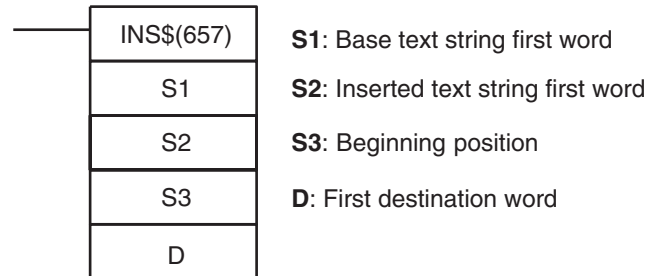 INS$(657)
S1
S2
S3
D
S1: Base text string first word
S2: Inserted text string first word
S3: Beginning position
D: First destination word